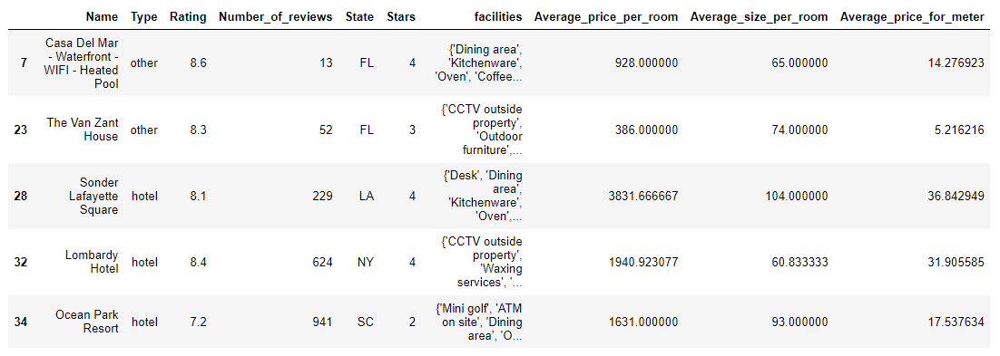 Name Type Rating Number_of_reviews State Stars facilities Average_price_per_room Average_size_per_room Average_price_for_meter
7 Casa Del Mar - Waterfront - WIFI - Heated Pool other 8.6 13 FL 4 {'Dining area', 'Kitchenware', 'Oven', 'Coffee... 928.000000 65.000000 14.276923
23 The Van Zant House other 8.3 52 FL 3 {'CCTV outside property', 'Outdoor furniture',... 386.000000 74.000000 5.216216
28 Sonder Lafayette Square hotel 8.1 229 LA 4 {'Desk', 'Dining area', 'Kitchenware', 'Oven',... 3831.666667 104.000000 36.842949
32 Lombardy Hotel hotel 8.4 624 NY 4 {'CCTV outside property', 'Waxing services', '... 1940.923077 60.833333 31.905585
34 Ocean Park Resort hotel 7.2 941 SC 2 {'Mini golf', 'ATM on site', 'Dining area', 'O... 1631.000000 93.000000 17.537634